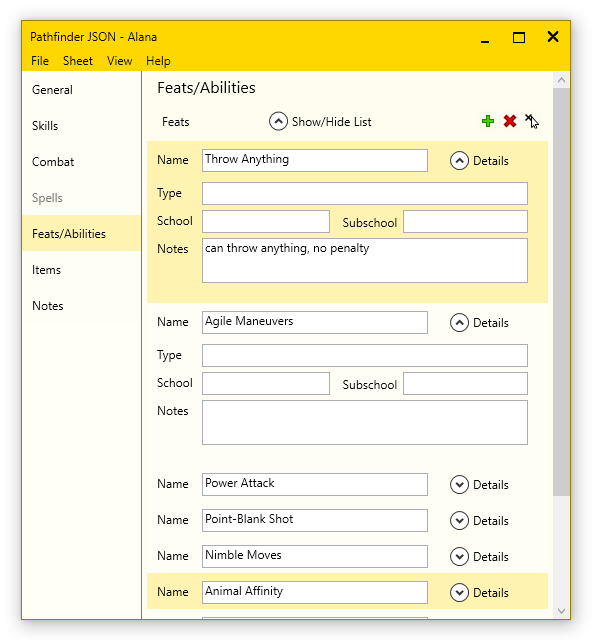 Pathfinder JSON - Alana
File Sheet View Help
General
Skills
Combat
Spells
Feats/Abilities
Items
Notes
Feats/Abilities
Feats Show/Hide List
Name Throw Anything Details
Type
School Subschool
Notes can throw anything, no penalty
Name Agile Maneuvers Details
Type
School Subschool
Notes
Name Power Attack Details
Name Point-Blank Shot Details
Name Nimble Moves Details
Name Animal Affinity Details